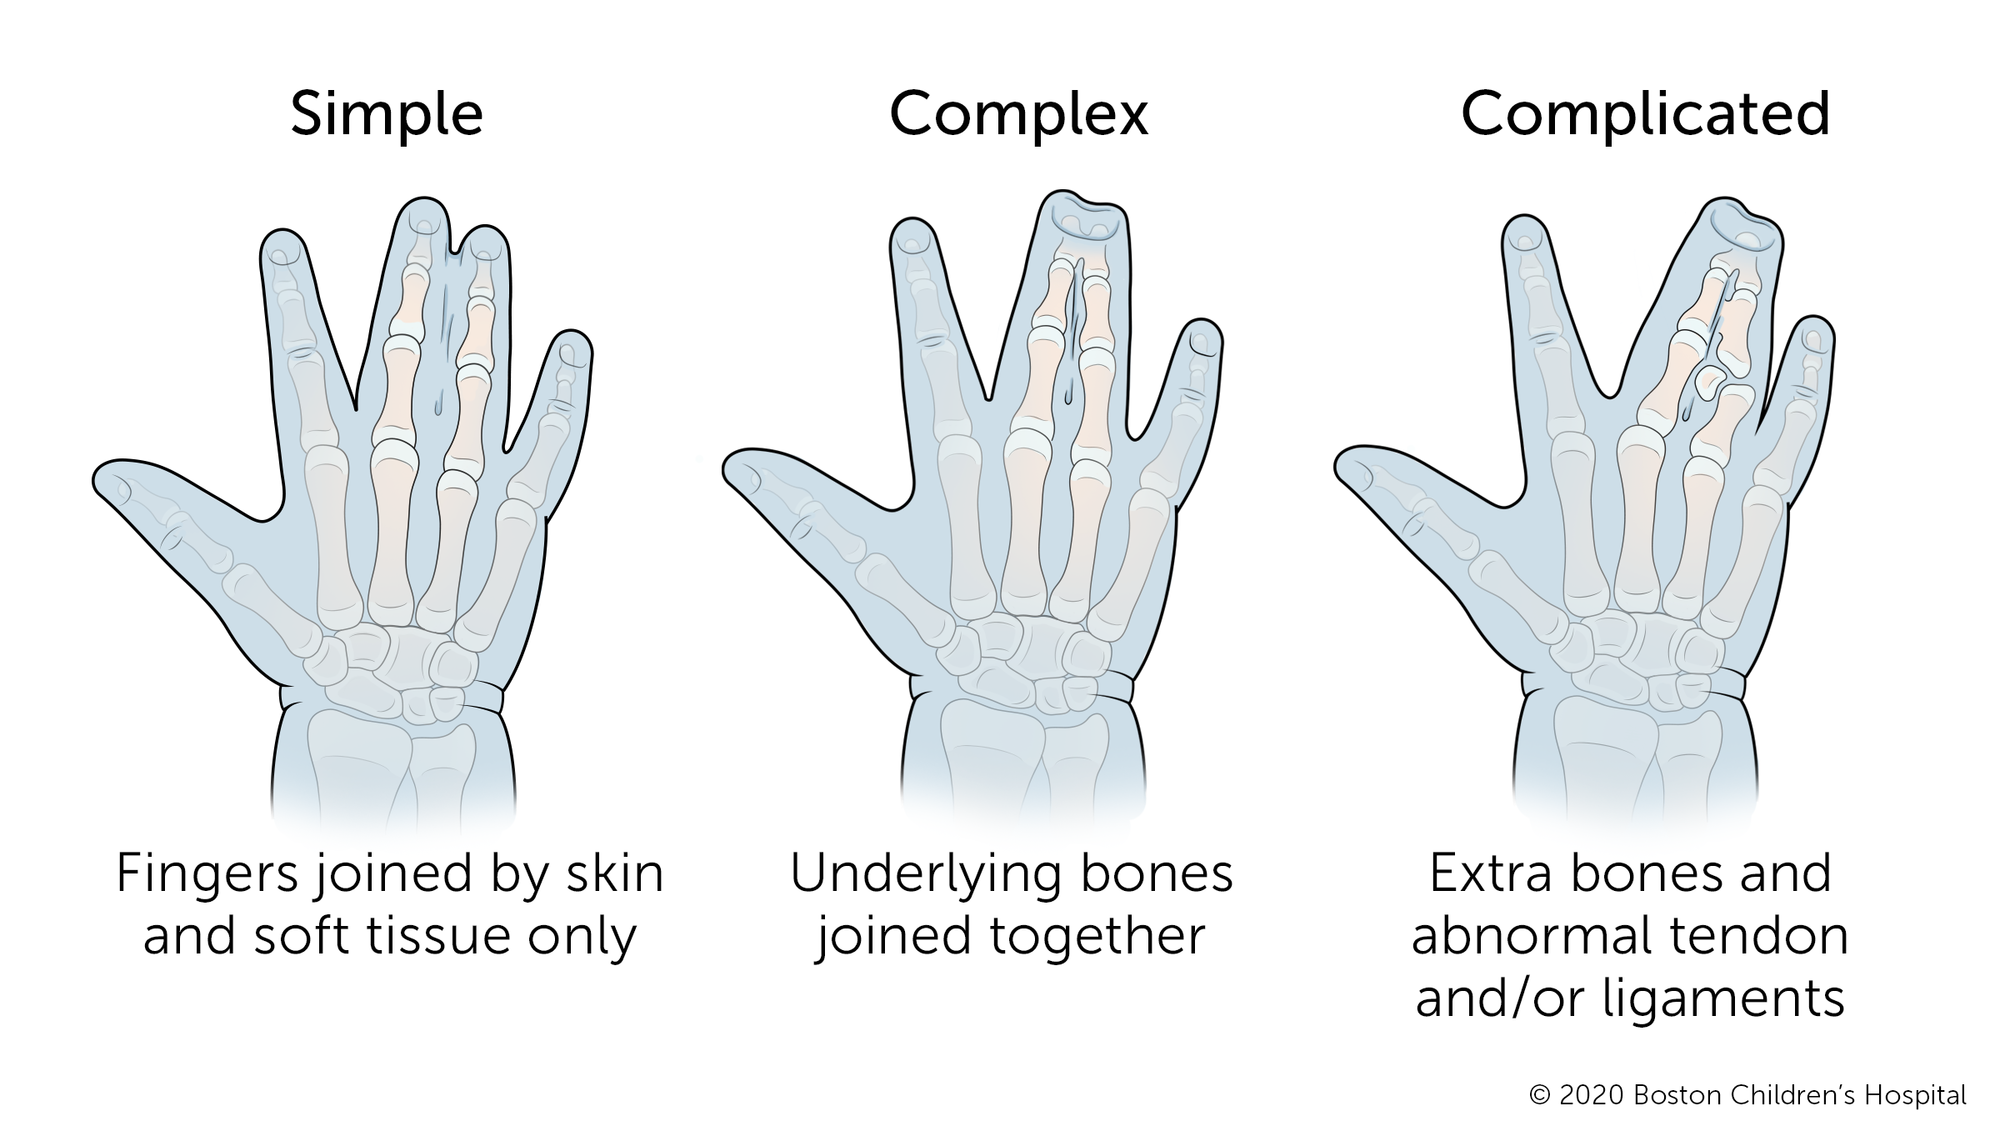 Simple
Complex
Complicated
Fingers joined by skin
and soft tissue only
Underlying bones
joined together
Extra bones and
abnormal tendon
and/or ligaments
© 2020 Boston Children’s Hospital